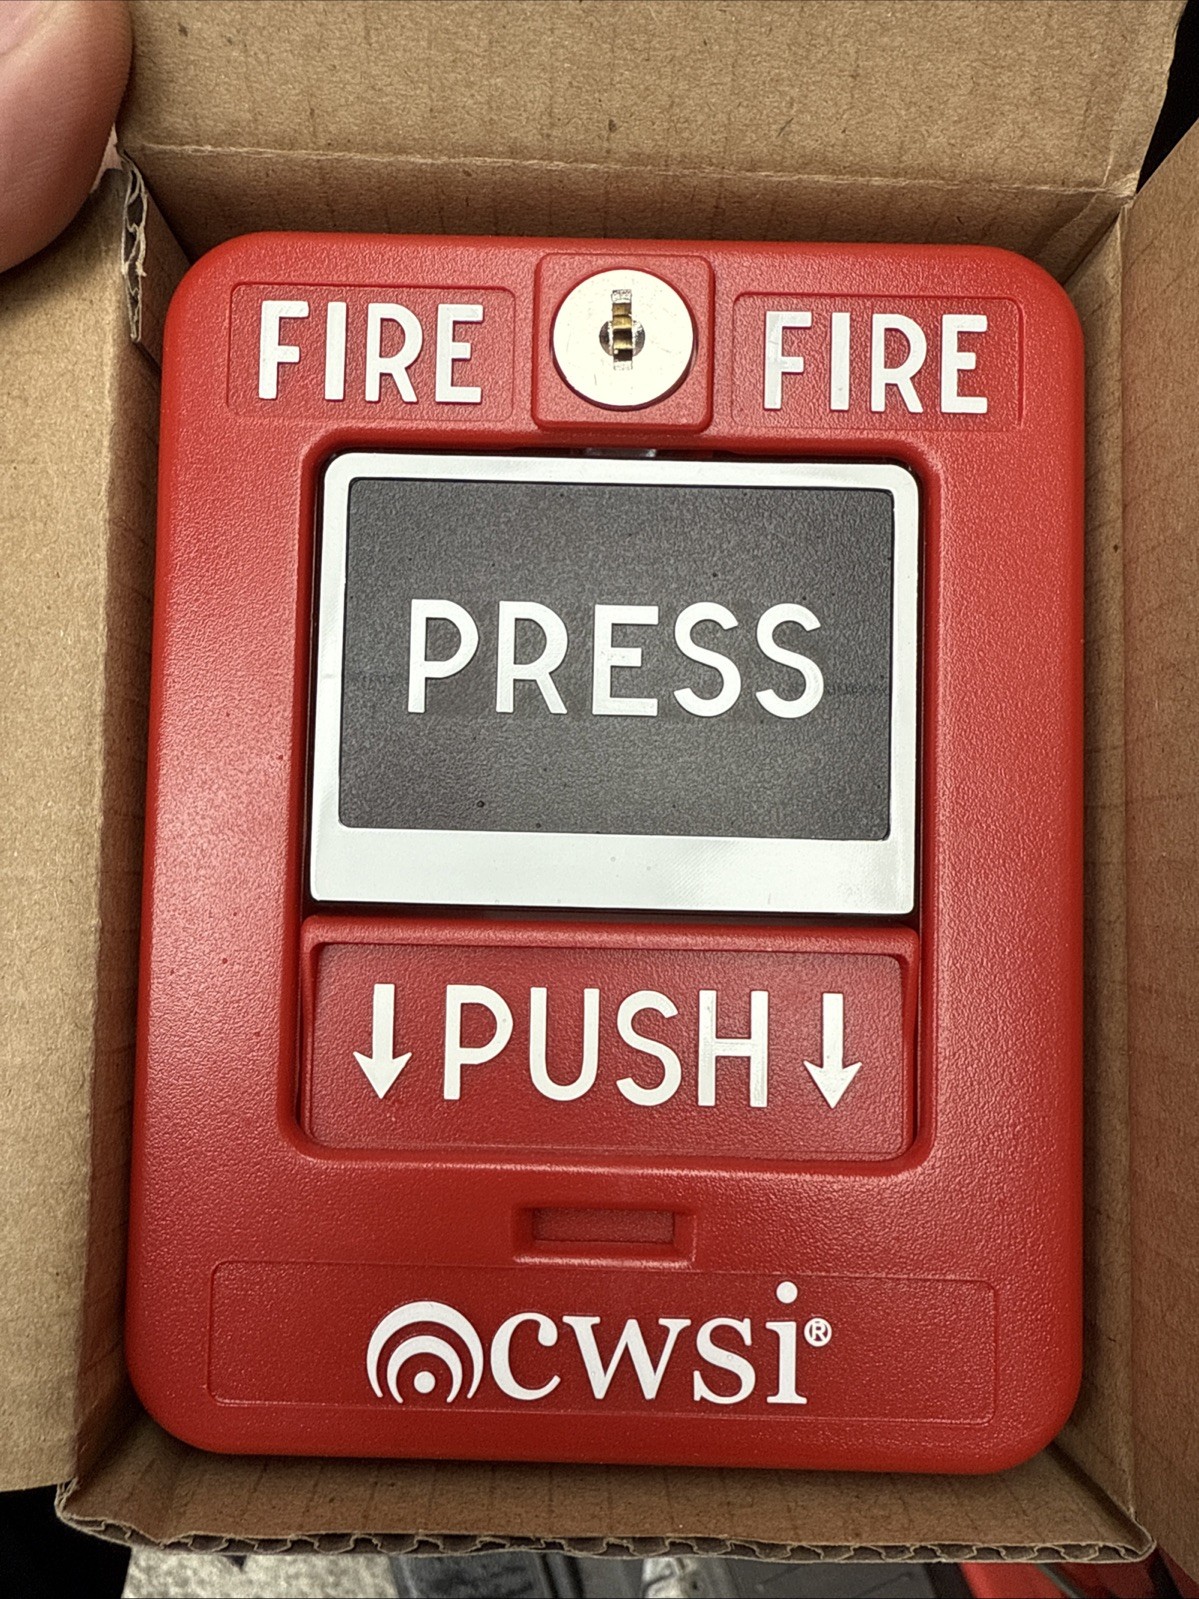 FIRE FIRE
PRESS
↓ PUSH ↓
cwsi®